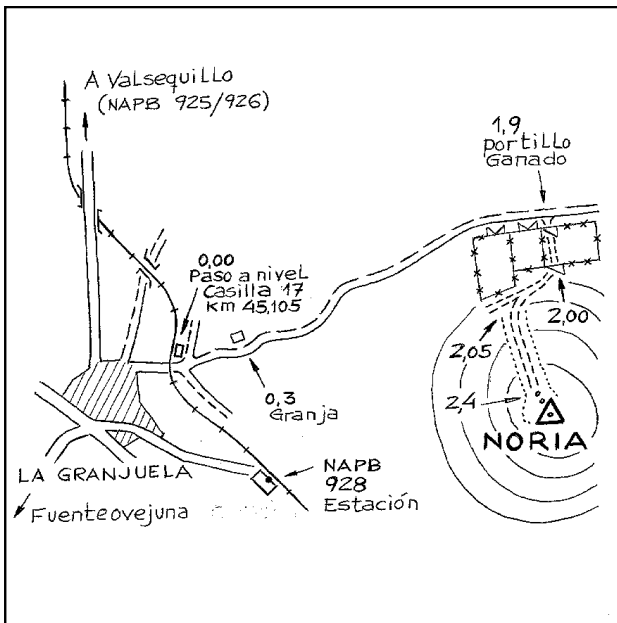 A Valsequillo
(NAPB 925/926)
1,9
portillo
Ganado
0,00
Paso a nivel
Casilla 17
km 45,105
2,00
2,05
0,3
Granja
2,4
NORIA
LA GRANJUELA
NAPB
928
Estación
Fuenteovejuna